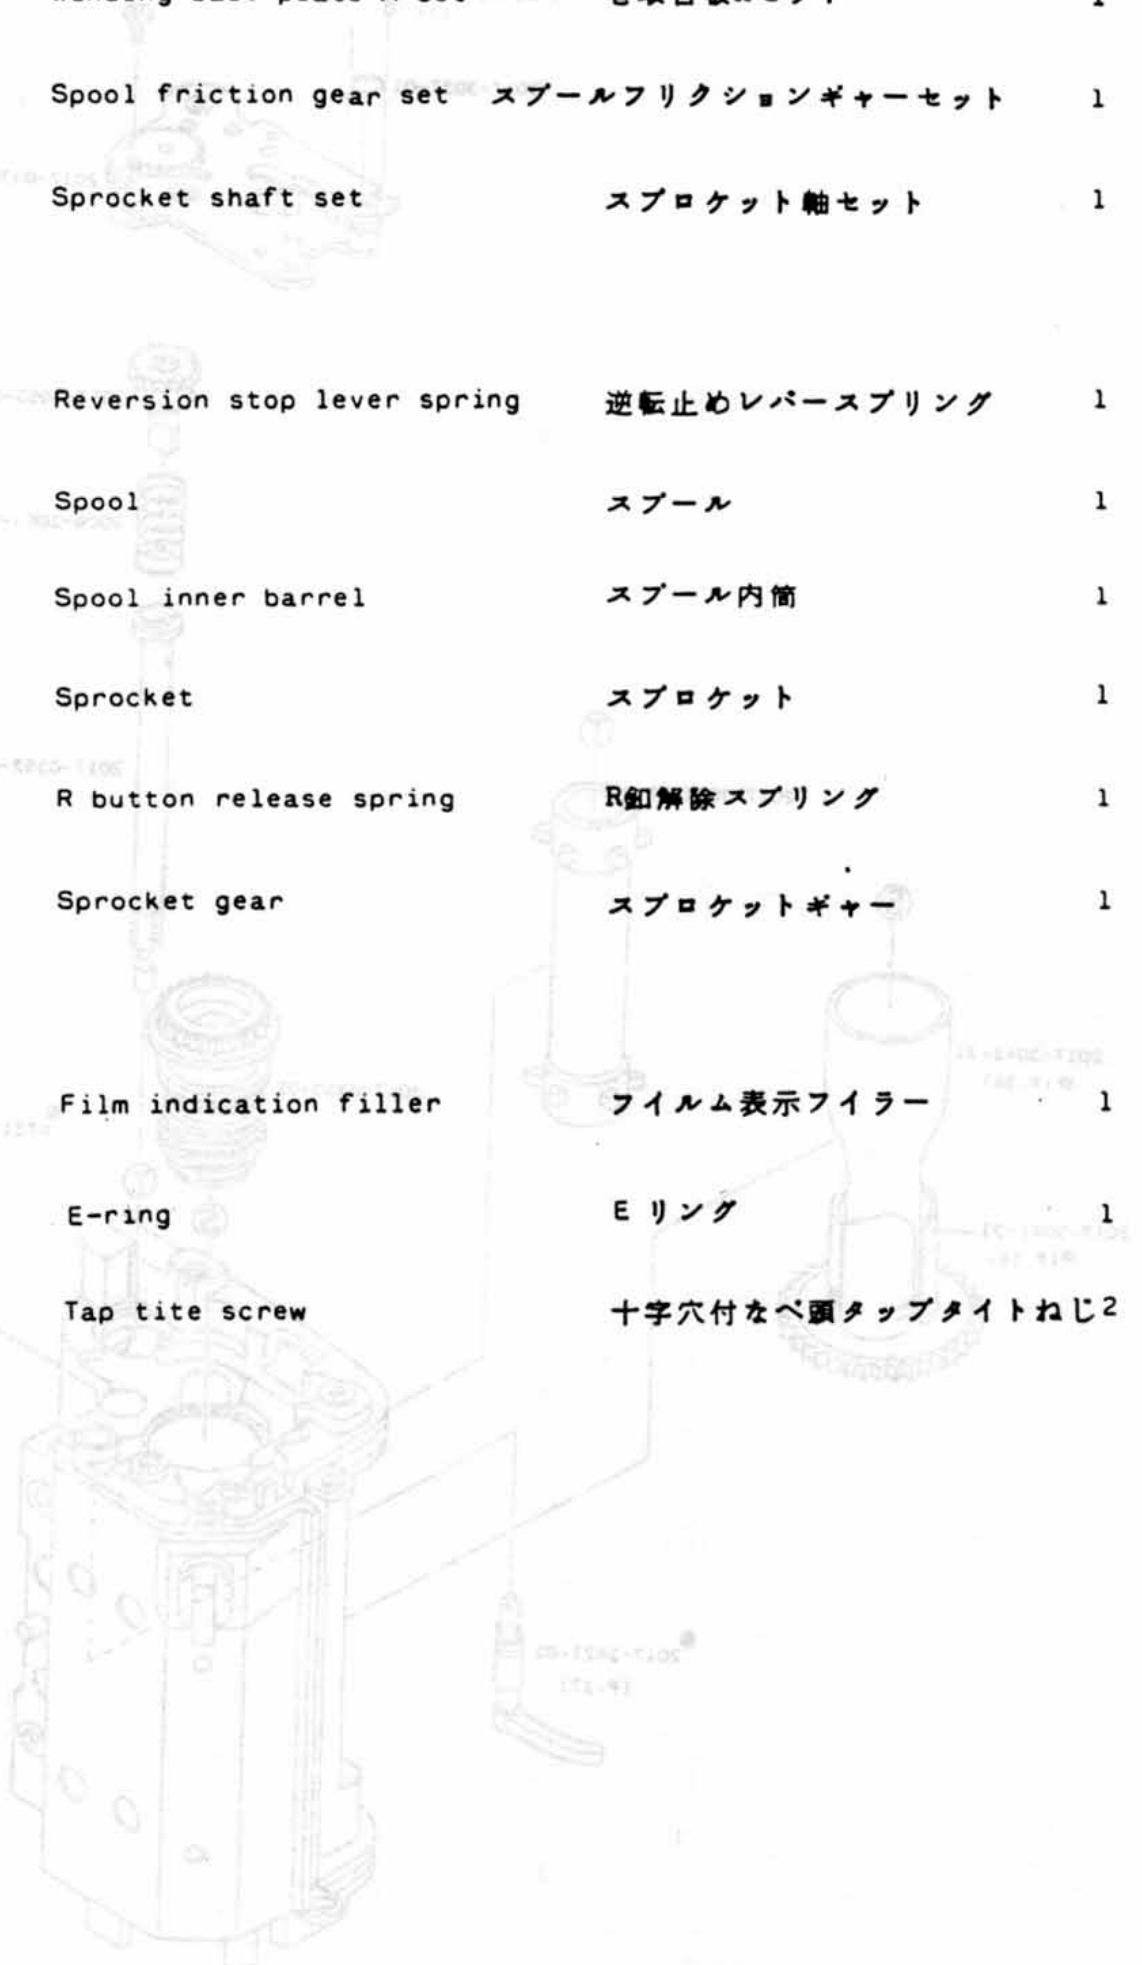 Spool friction gear set スプールフリクションギャーセット 1
Sprocket shaft set スプロケット軸セット 1
Reversion stop lever spring 逆転止めレバースプリング 1
Spool スプール 1
Spool inner barrel スプール内筒 1
Sprocket スプロケット 1
R button release spring R釦解除スプリング 1
Sprocket gear スプロケットギャー 1
Film indication filler フイルム表示フイラー 1
E-ring E リング 1
Tap tite screw 十字穴付なべ頭タップタイトねじ2